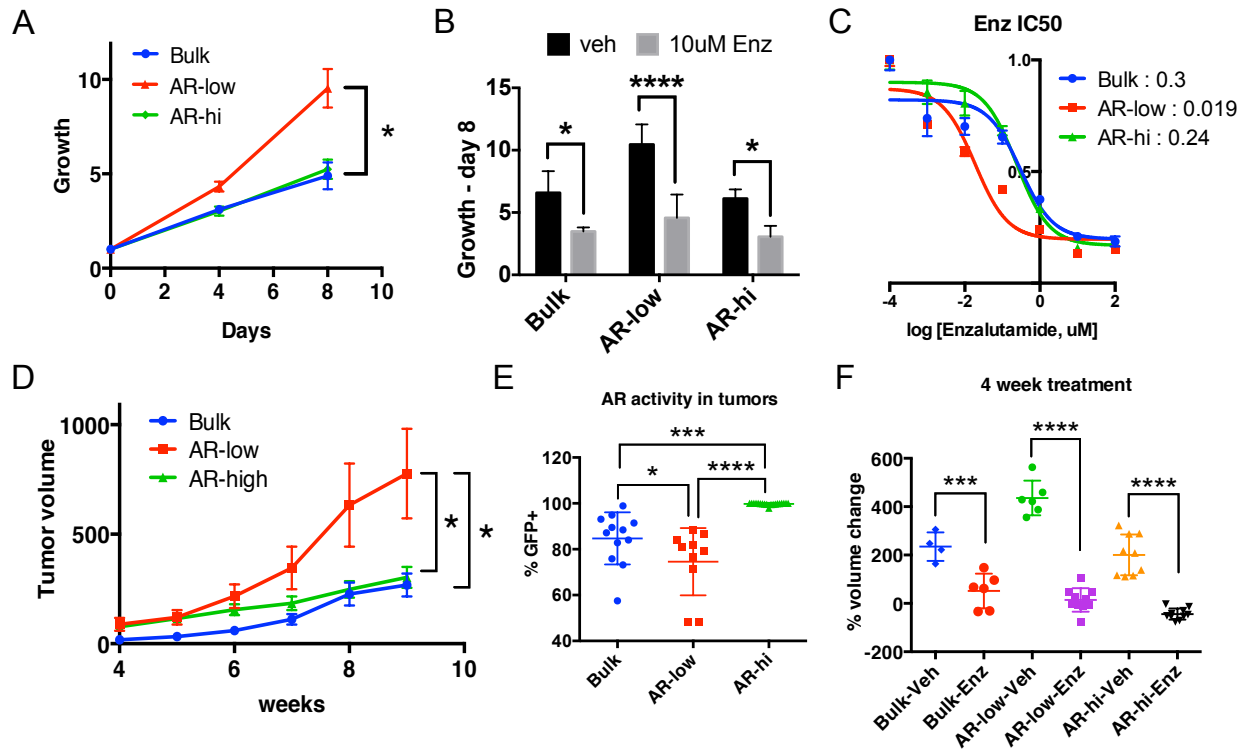 A
Bulk
AR-low
AR-hi
Growth
10
5
0
0 2 4 6 8 10
*
Days
B
veh 10uM Enz
Growth - day 8
15
10
5
0
* **** *
Bulk AR-low AR-hi
C
Enz IC50
1.0
0.5
Bulk : 0.3
AR-low : 0.019
AR-hi : 0.24
-4 -2 0 2
log [Enzalutamide, uM]
D
Bulk
AR-low
AR-high
Tumor volume
1000
500
0
4 6 8 10
* *
weeks
E
AR activity in tumors
% GFP+
120
100
80
60
40
***
* ****
Bulk AR-low AR-hi
F
4 week treatment
% volume change
600
400
200
0
-200
*** **** ****
Bulk-Veh Bulk-Enz AR-low-Veh AR-low-Enz AR-hi-Veh AR-hi-Enz